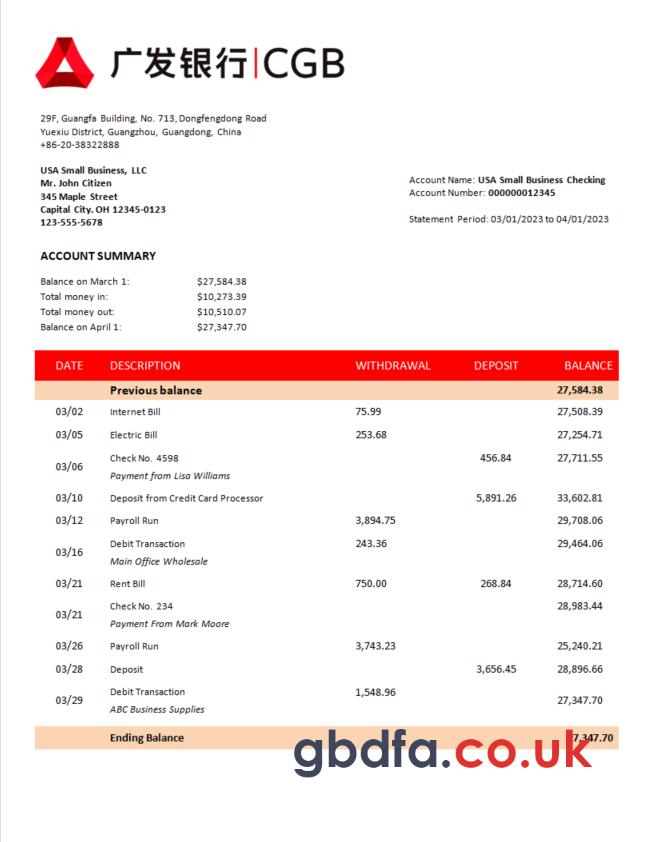 广发银行|CGB
29F, Guangfa Building, No. 713, Dongfengdong Road
Yuexiu District, Guangzhou, Guangdong, China
+86-20-38322888
USA Small Business, LLC
Mr. John Citizen
345 Maple Street
Capital City. OH 12345-0123
123-555-5678
Account Name: USA Small Business Checking
Account Number: 000000012345
Statement Period: 03/01/2023 to 04/01/2023
ACCOUNT SUMMARY
Balance on March 1: $27,584.38
Total money in: $10,273.39
Total money out: $10,510.07
Balance on April 1: $27,347.70
DATE DESCRIPTION WITHDRAWAL DEPOSIT BALANCE
Previous balance 27,584.38
03/02 Internet Bill 75.99 27,508.39
03/05 Electric Bill 253.68 27,254.71
03/06 Check No. 4598 456.84 27,711.55
Payment from Lisa Williams
03/10 Deposit from Credit Card Processor 5,891.26 33,602.81
03/12 Payroll Run 3,894.75 29,708.06
03/16 Debit Transaction 243.36 29,464.06
Main Office Wholesale
03/21 Rent Bill 750.00 268.84 28,714.60
03/21 Check No. 234 28,983.44
Payment From Mark Moore
03/26 Payroll Run 3,743.23 25,240.21
03/28 Deposit 3,656.45 28,896.66
03/29 Debit Transaction 1,548.96 27,347.70
ABC Business Supplies
Ending Balance 7,347.70
gbdfa.co.uk